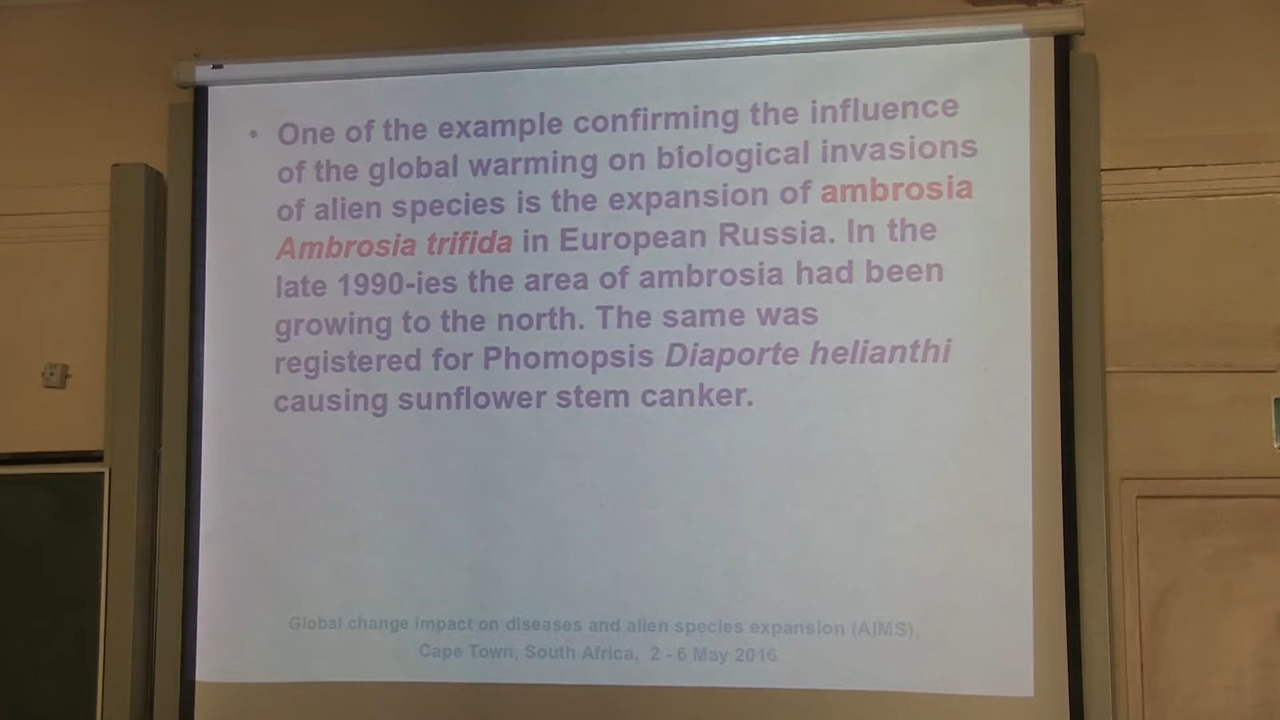 • One of the example confirming the influence
of the global warming on biological invasions
of alien species is the expansion of ambrosia
Ambrosia trifida in European Russia. In the
late 1990-ies the area of ambrosia had been
growing to the north. The same was
registered for Phomopsis Diaporte helianthi
causing sunflower stem canker.
Global change impact on diseases and alien species expansion (AIMS),
Cape Town, South Africa, 2 - 6 May 2016